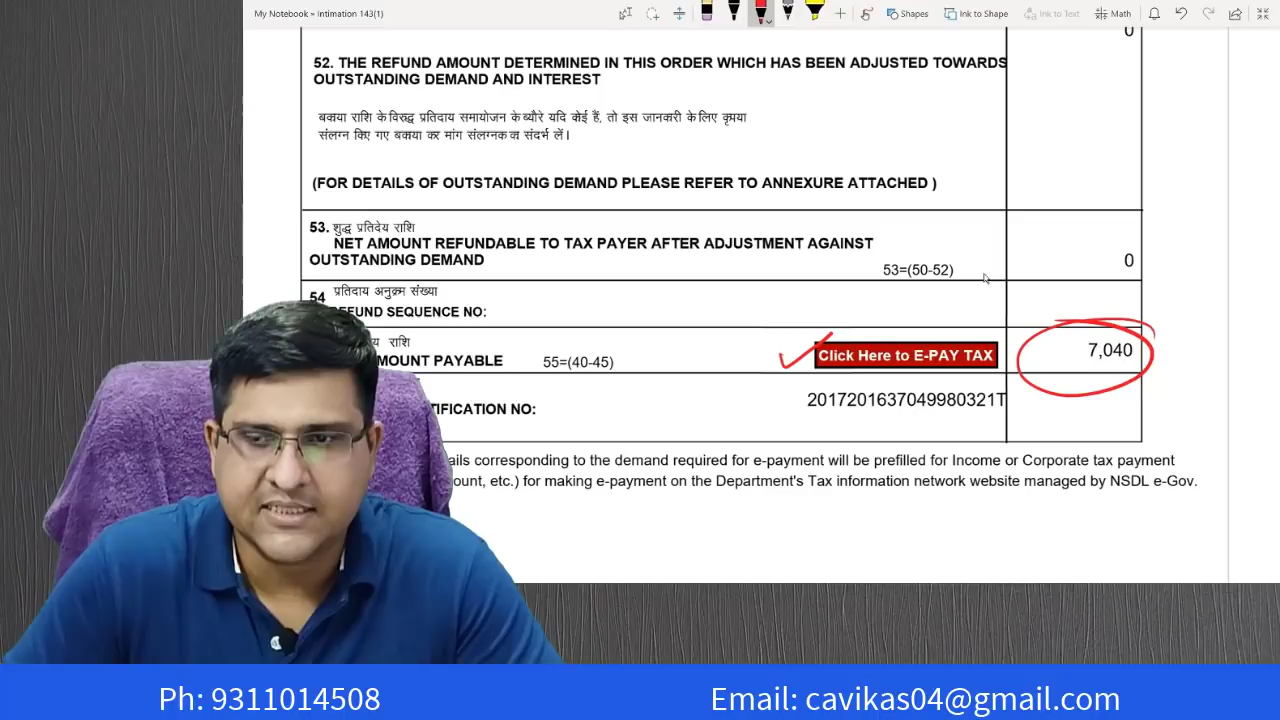 My Notebook » Intimation 143(1)
Shapes
Ink to Shape
Ink to Text
Math
0
52. THE REFUND AMOUNT DETERMINED IN THIS ORDER WHICH HAS BEEN ADJUSTED TOWARDS
OUTSTANDING DEMAND AND INTEREST
बकाया राशि के विरुद्ध प्रतिदाय समायोजन के ब्यौरे यदि कोई हैं, तो इस जानकारी के लिए कृपया
संलग्न किए गए बकाया कर मांग संलग्नक का संदर्भ लें।
(FOR DETAILS OF OUTSTANDING DEMAND PLEASE REFER TO ANNEXURE ATTACHED )
53. शुद्ध प्रतिदेय राशि
NET AMOUNT REFUNDABLE TO TAX PAYER AFTER ADJUSTMENT AGAINST
OUTSTANDING DEMAND
53=(50-52)
0
54 प्रतिदाय अनुक्रम संख्या
EFUND SEQUENCE NO:
राशि
MOUNT PAYABLE 55=(40-45) Click Here to E-PAY TAX 7,040
TIFICATION NO: 2017201637049980321T
ails corresponding to the demand required for e-payment will be prefilled for Income or Corporate tax payment
ount, etc.) for making e-payment on the Department's Tax information network website managed by NSDL e-Gov.
Ph: 9311014508
Email: cavikas04@gmail.com